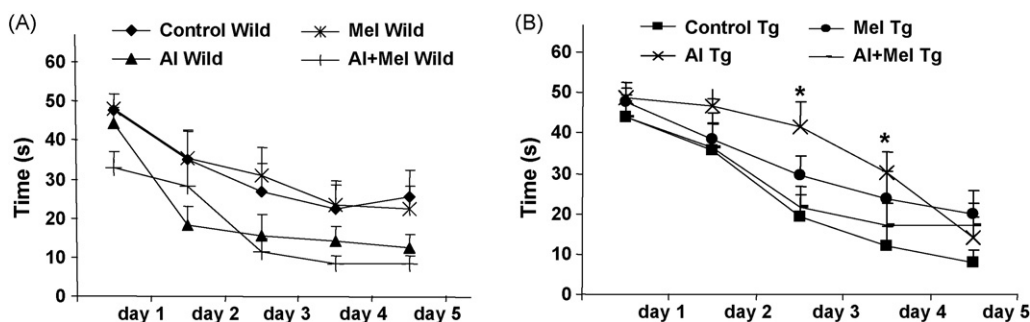 (A)
Control Wild Mel Wild
Al Wild Al+Mel Wild
60
50
40
30
20
10
0
Time (s)
day 1 day 2 day 3 day 4 day 5
(B)
Control Tg Mel Tg
Al Tg Al+Mel Tg
60
50
40
30
20
10
0
Time (s)
* *
day 1 day 2 day 3 day 4 day 5